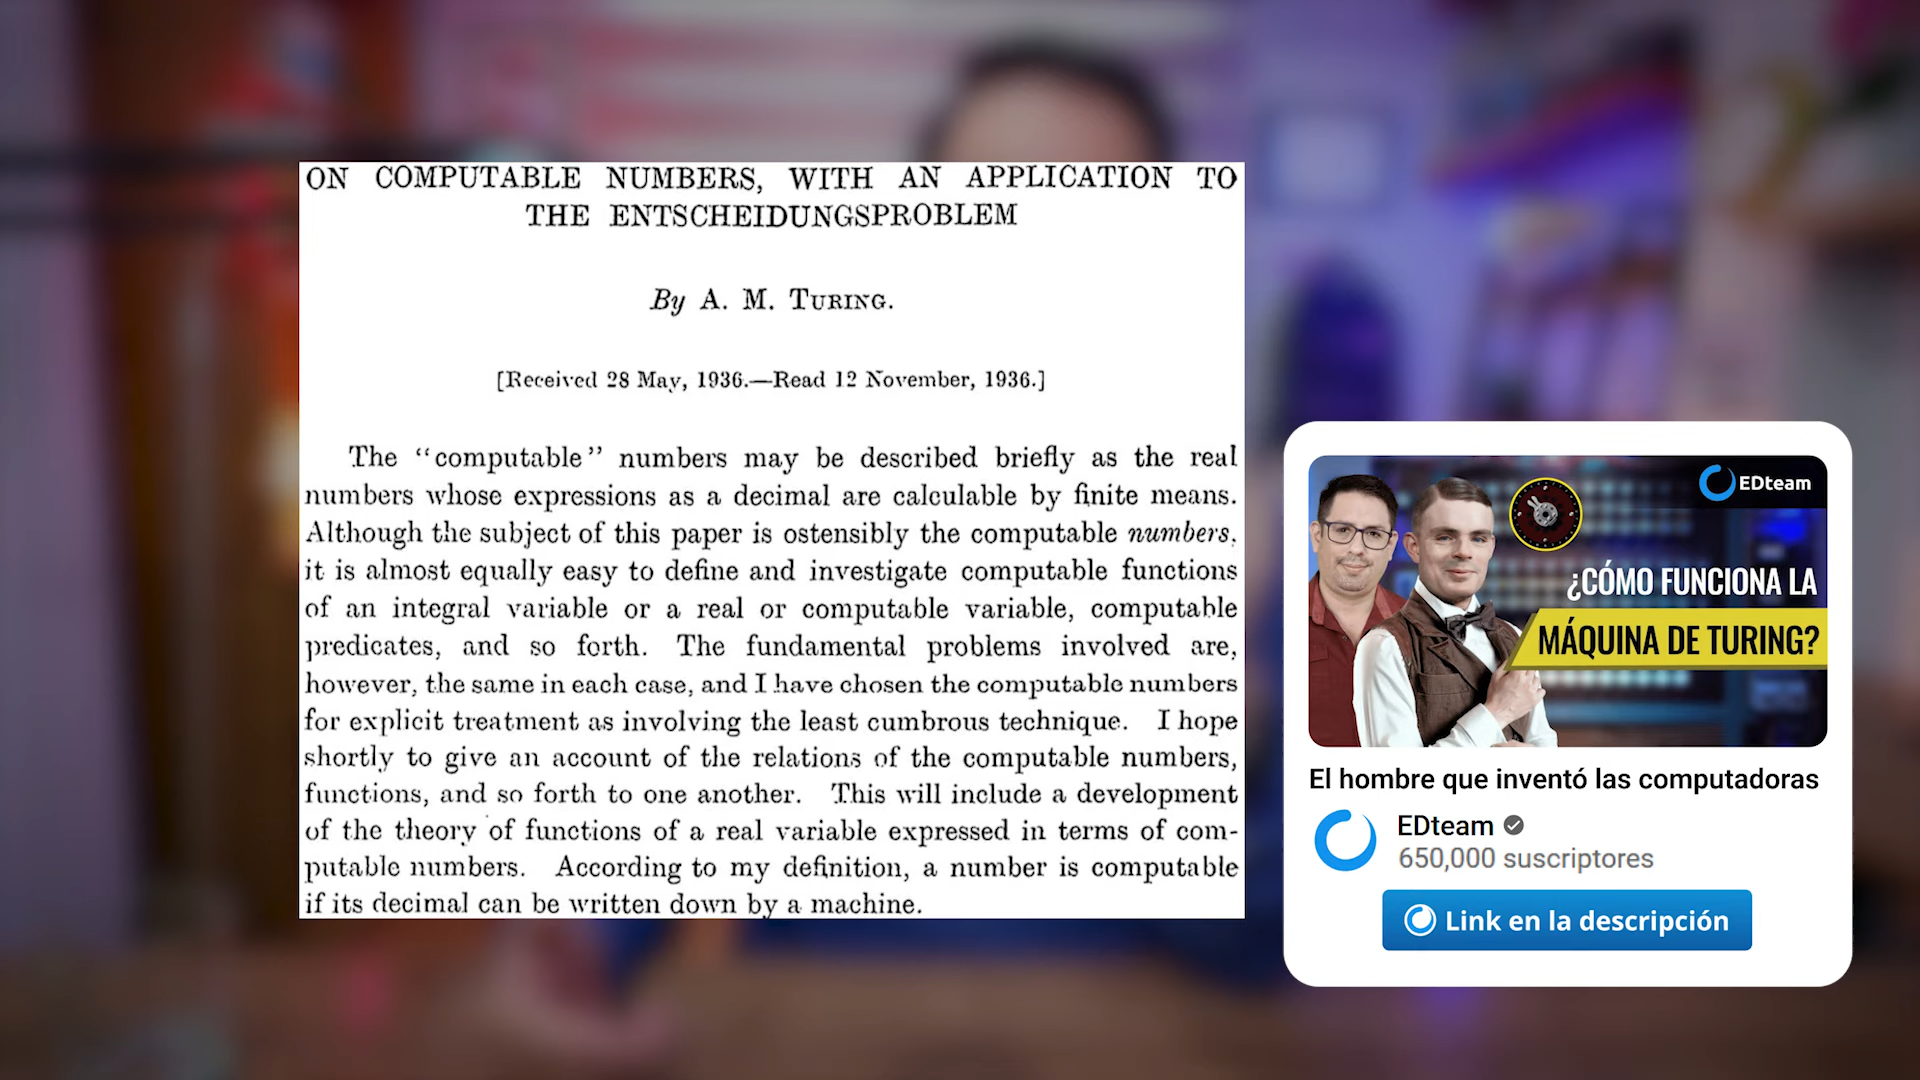 ON COMPUTABLE NUMBERS, WITH AN APPLICATION TO
THE ENTSCHEIDUNGSPROBLEM
By A. M. TURING.
[Received 28 May, 1936.—Read 12 November, 1936.]
The “computable” numbers may be described briefly as the real
numbers whose expressions as a decimal are calculable by finite means.
Although the subject of this paper is ostensibly the computable numbers,
it is almost equally easy to define and investigate computable functions
of an integral variable or a real or computable variable, computable
predicates, and so forth. The fundamental problems involved are,
however, the same in each case, and I have chosen the computable numbers
for explicit treatment as involving the least cumbrous technique. I hope
shortly to give an account of the relations of the computable numbers,
functions, and so forth to one another. This will include a development
of the theory of functions of a real variable expressed in terms of com-
putable numbers. According to my definition, a number is computable
if its decimal can be written down by a machine.
EDteam
¿CÓMO FUNCIONA LA
MÁQUINA DE TURING?
El hombre que inventó las computadoras
EDteam
650,000 suscriptores
Link en la descripción